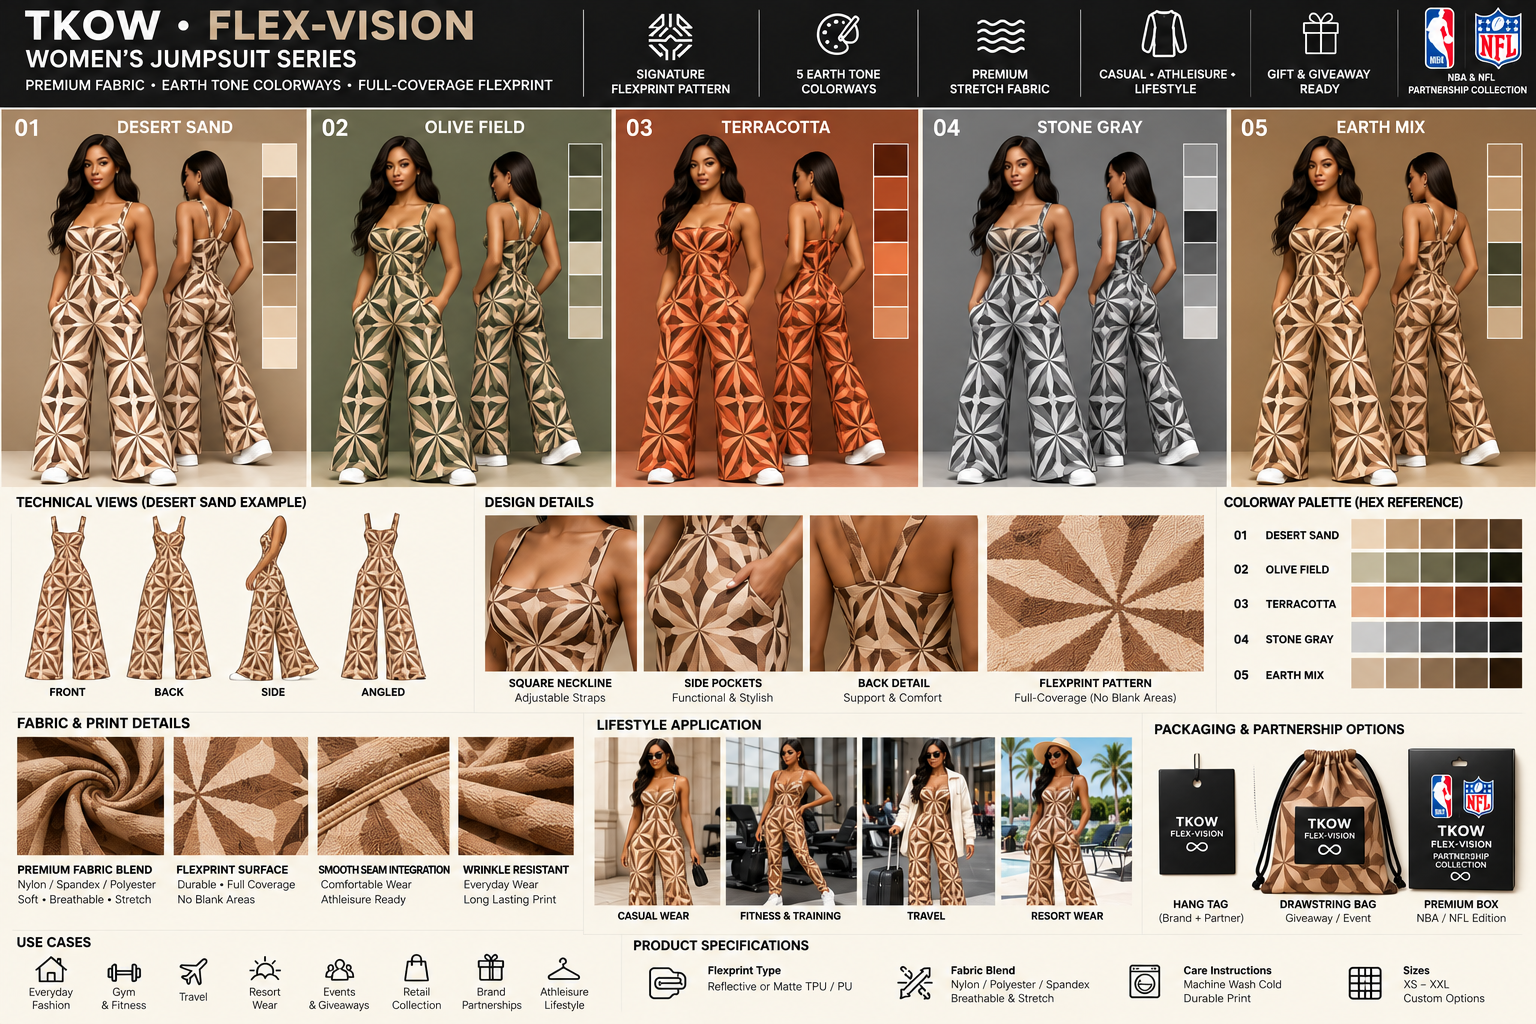 TKOW • FLEX-VISION
WOMEN'S JUMPSUIT SERIES
PREMIUM FABRIC • EARTH TONE COLORWAYS • FULL-COVERAGE FLEXPRINT
SIGNATURE
FLEXPRINT PATTERN
5 EARTH TONE
COLORWAYS
PREMIUM
STRETCH FABRIC
CASUAL • ATHLEISURE •
LIFESTYLE
GIFT & GIVEAWAY
READY
NFL
NBA & NFL
PARTNERSHIP COLLECTION
01 DESERT SAND
02 OLIVE FIELD
03 TERRACOTTA
04 STONE GRAY
05 EARTH MIX
TECHNICAL VIEWS (DESERT SAND EXAMPLE)
FRONT
BACK
SIDE
ANGLED
DESIGN DETAILS
SQUARE NECKLINE
Adjustable Straps
SIDE POCKETS
Functional & Stylish
BACK DETAIL
Support & Comfort
FLEXPRINT PATTERN
Full-Coverage (No Blank Areas)
COLORWAY PALETTE (HEX REFERENCE)
01 DESERT SAND
02 OLIVE FIELD
03 TERRACOTTA
04 STONE GRAY
05 EARTH MIX
FABRIC & PRINT DETAILS
PREMIUM FABRIC BLEND
Nylon / Spandex / Polyester
Soft • Breathable • Stretch
FLEXPRINT SURFACE
Durable • Full Coverage
No Blank Areas
SMOOTH SEAM INTEGRATION
Comfortable Wear
Athleisure Ready
WRINKLE RESISTANT
Everyday Wear
Long Lasting Print
LIFESTYLE APPLICATION
CASUAL WEAR
FITNESS & TRAINING
TRAVEL
RESORT WEAR
PACKAGING & PARTNERSHIP OPTIONS
TKOW
FLEX-VISION
HANG TAG
(Brand + Partner)
TKOW
FLEX-VISION
DRAWSTRING BAG
Giveaway / Event
NFL
TKOW
FLEX-VISION
PARTNERSHIP
COLLECTION
PREMIUM BOX
NBA / NFL Edition
USE CASES
Everyday
Fashion
Gym
& Fitness
Travel
Resort
Wear
Events
& Giveaways
Retail
Collection
Brand
Partnerships
Athleisure
Lifestyle
PRODUCT SPECIFICATIONS
Flexprint Type
Reflective or Matte TPU / PU
Fabric Blend
Nylon / Polyester / Spandex
Breathable & Stretch
Care Instructions
Machine Wash Cold
Durable Print
Sizes
XS – XXL
Custom Options